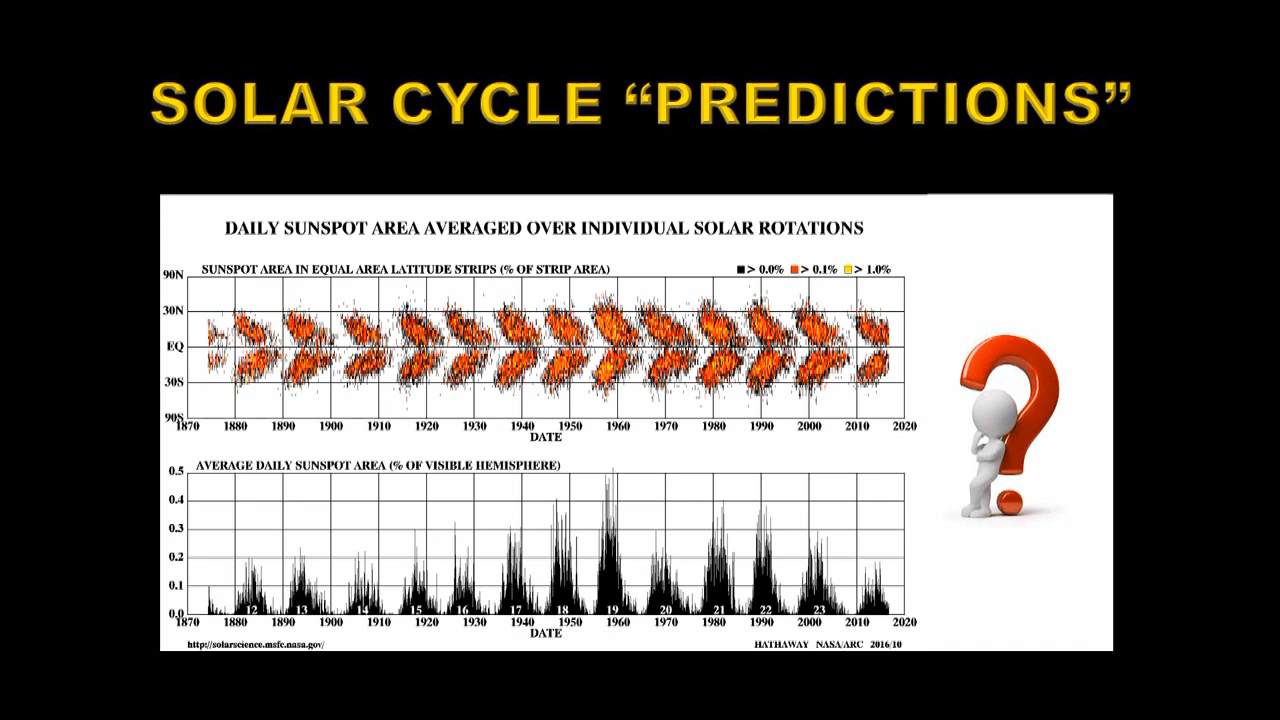 SOLAR CYCLE “PREDICTIONS”
DAILY SUNSPOT AREA AVERAGED OVER INDIVIDUAL SOLAR ROTATIONS
SUNSPOT AREA IN EQUAL AREA LATITUDE STRIPS (% OF STRIP AREA) > 0.0% > 0.1% > 1.0%
90N
30N
EQ
30S
90S
1870 1880 1890 1900 1910 1920 1930 1940 1950 1960 1970 1980 1990 2000 2010 2020
DATE
AVERAGE DAILY SUNSPOT AREA (% OF VISIBLE HEMISPHERE)
0.5
0.4
0.3
0.2
0.1
0.0 12 13 14 15 16 17 18 19 20 21 22 23
1870 1880 1890 1900 1910 1920 1930 1940 1950 1960 1970 1980 1990 2000 2010 2020
DATE
http://solarscience.msfc.nasa.gov/ HATHAWAY NASA/ARC 2016/10